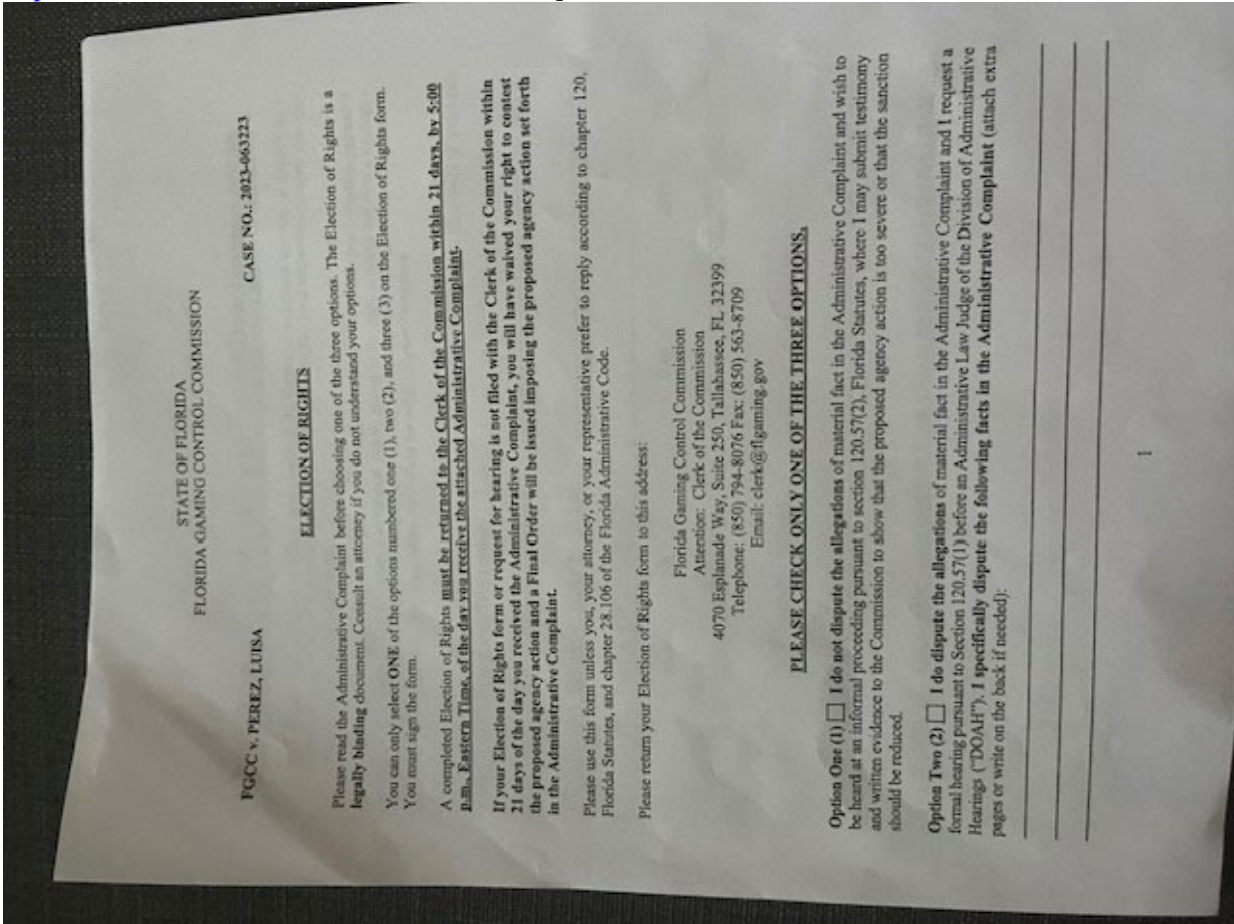 STATE OF FLORIDA
FLORIDA GAMING CONTROL COMMISSION
FGCC v. PEREZ, LUISA CASE NO.: 2023-063223
ELECTION OF RIGHTS
Please read the Administrative Complaint before choosing one of the three options. The Election of Rights is a
legally binding document. Consult an attorney if you do not understand your options.
You can only select ONE of the options numbered one (1), two (2), and three (3) on the Election of Rights form.
You must sign the form.
A completed Election of Rights must be returned to the Clerk of the Commission within 21 days, by 5:00
p.m., Eastern Time, of the day you receive the attached Administrative Complaint.
If your Election of Rights form or request for hearing is not filed with the Clerk of the Commission within
21 days of the day you received the Administrative Complaint, you will have waived your right to contest
the proposed agency action and a Final Order will be issued imposing the proposed agency action set forth
in the Administrative Complaint.
Please use this form unless you, your attorney, or your representative prefer to reply according to chapter 120,
Florida Statutes, and chapter 28.106 of the Florida Administrative Code.
Please return your Election of Rights form to this address:
Florida Gaming Control Commission
Attention: Clerk of the Commission
4070 Esplanade Way, Suite 250, Tallahassee, FL 32399
Telephone: (850) 794-8076 Fax: (850) 563-8709
Email: clerk@flgaming.gov
PLEASE CHECK ONLY ONE OF THE THREE OPTIONS.
Option One (1) ☐ I do not dispute the allegations of material fact in the Administrative Complaint and wish to
be heard at an informal proceeding pursuant to section 120.57(2), Florida Statutes, where I may submit testimony
and written evidence to the Commission to show that the proposed agency action is too severe or that the sanction
should be reduced.
Option Two (2) ☐ I do dispute the allegations of material fact in the Administrative Complaint and I request a
formal hearing pursuant to Section 120.57(1) before an Administrative Law Judge of the Division of Administrative
Hearings ("DOAH"). I specifically dispute the following facts in the Administrative Complaint (attach extra
pages or write on the back if needed):
1